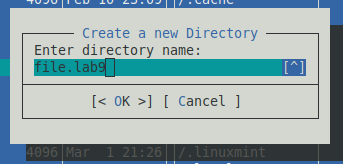 4096 Feb 10 23:09 /.cache
Create a new Directory
Enter directory name:
file.lab9 [^]
[< OK >] [ Cancel ]
4096 Mar 1 21:26 /.linuxmint